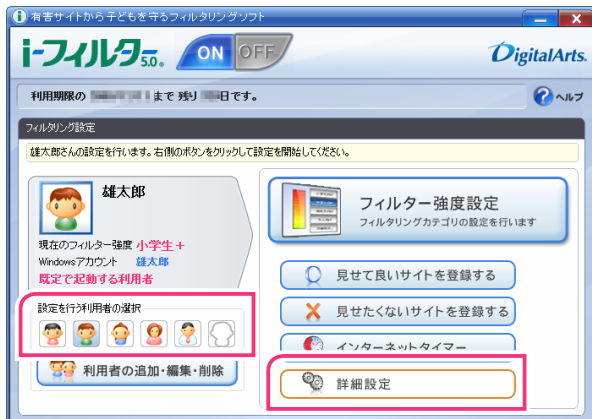 有害サイトから子どもを守るフィルタリングソフト
i-フィルター5.0®
ON OFF
DigitalArts.
利用期限の まで 残り 日です。
ヘルプ
フィルタリング設定
雄太郎さんの設定を行います。右側のボタンをクリックして設定を開始してください。
雄太郎
現在のフィルター強度 小学生+
Windowsアカウント 雄太郎
既定で起動する利用者
設定を行う利用者の選択
利用者の追加・編集・削除
フィルター強度設定
フィルタリングカテゴリの設定を行います
見せて良いサイトを登録する
見せたくないサイトを登録する
インターネットタイマー
詳細設定